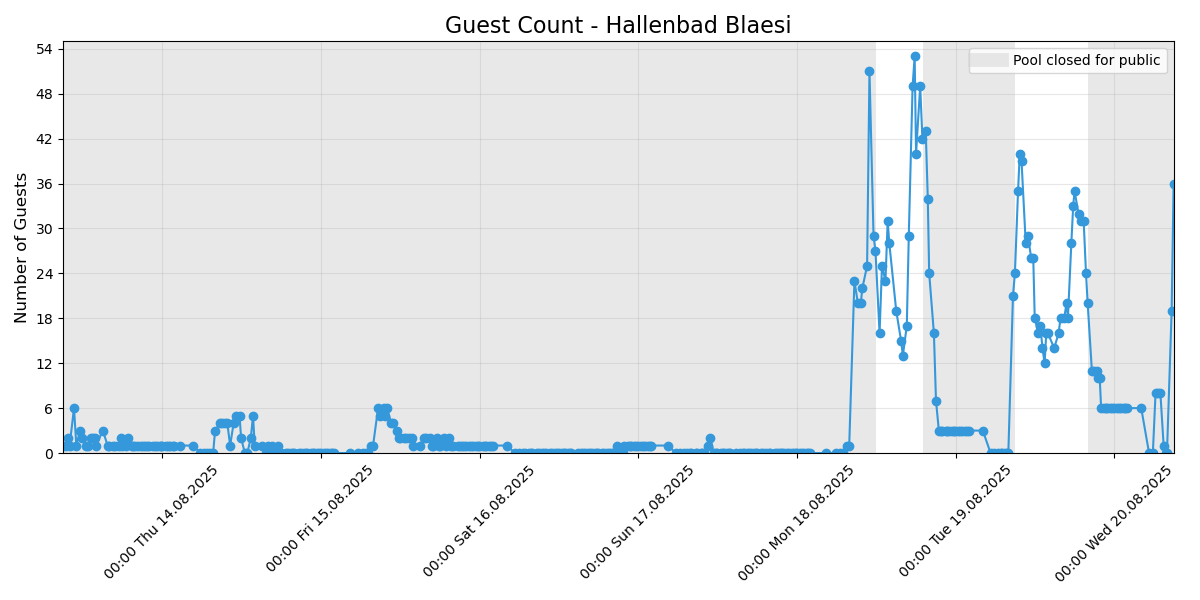 Guest Count - Hallenbad Blaesi
Pool closed for public
Number of Guests
54
48
42
36
30
24
18
12
6
0
00:00 Thu 14.08.2025
00:00 Fri 15.08.2025
00:00 Sat 16.08.2025
00:00 Sun 17.08.2025
00:00 Mon 18.08.2025
00:00 Tue 19.08.2025
00:00 Wed 20.08.2025